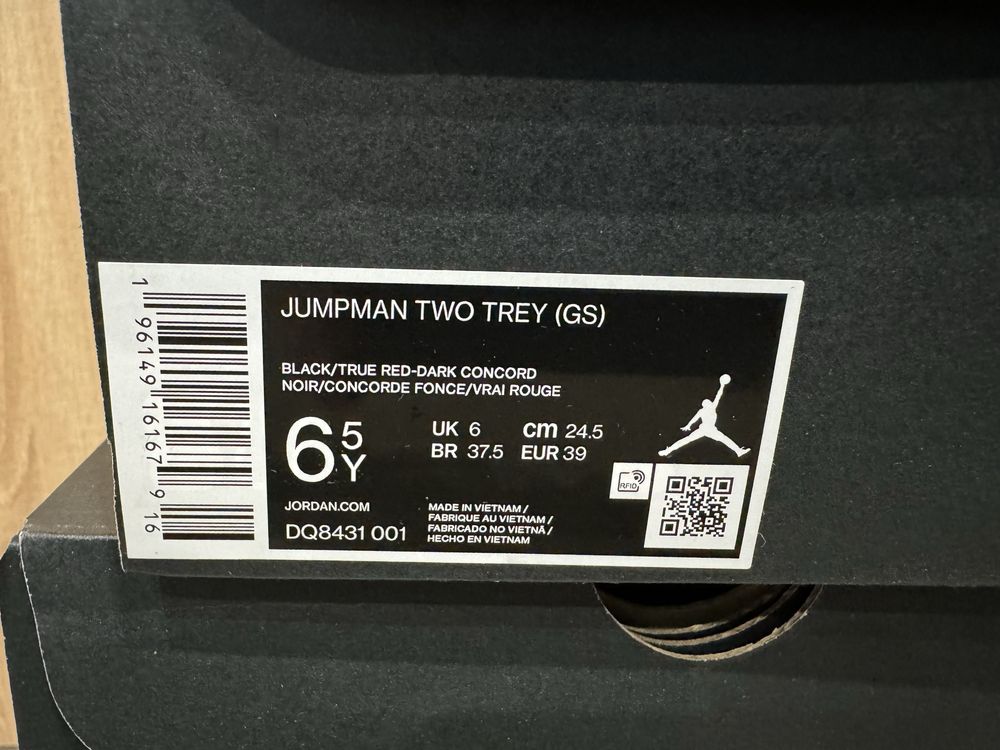 JUMPMAN TWO TREY (GS)
BLACK/TRUE RED-DARK CONCORD
NOIR/CONCORDE FONCE/VRAI ROUGE
6 5Y
UK 6 cm 24.5
BR 37.5 EUR 39
JORDAN.COM
DQ8431 001
MADE IN VIETNAM /
FABRIQUE AU VIETNAM /
FABRICADO NO VIETNÃ /
HECHO EN VIETNAM
RFID
1 96149 16167 9 16